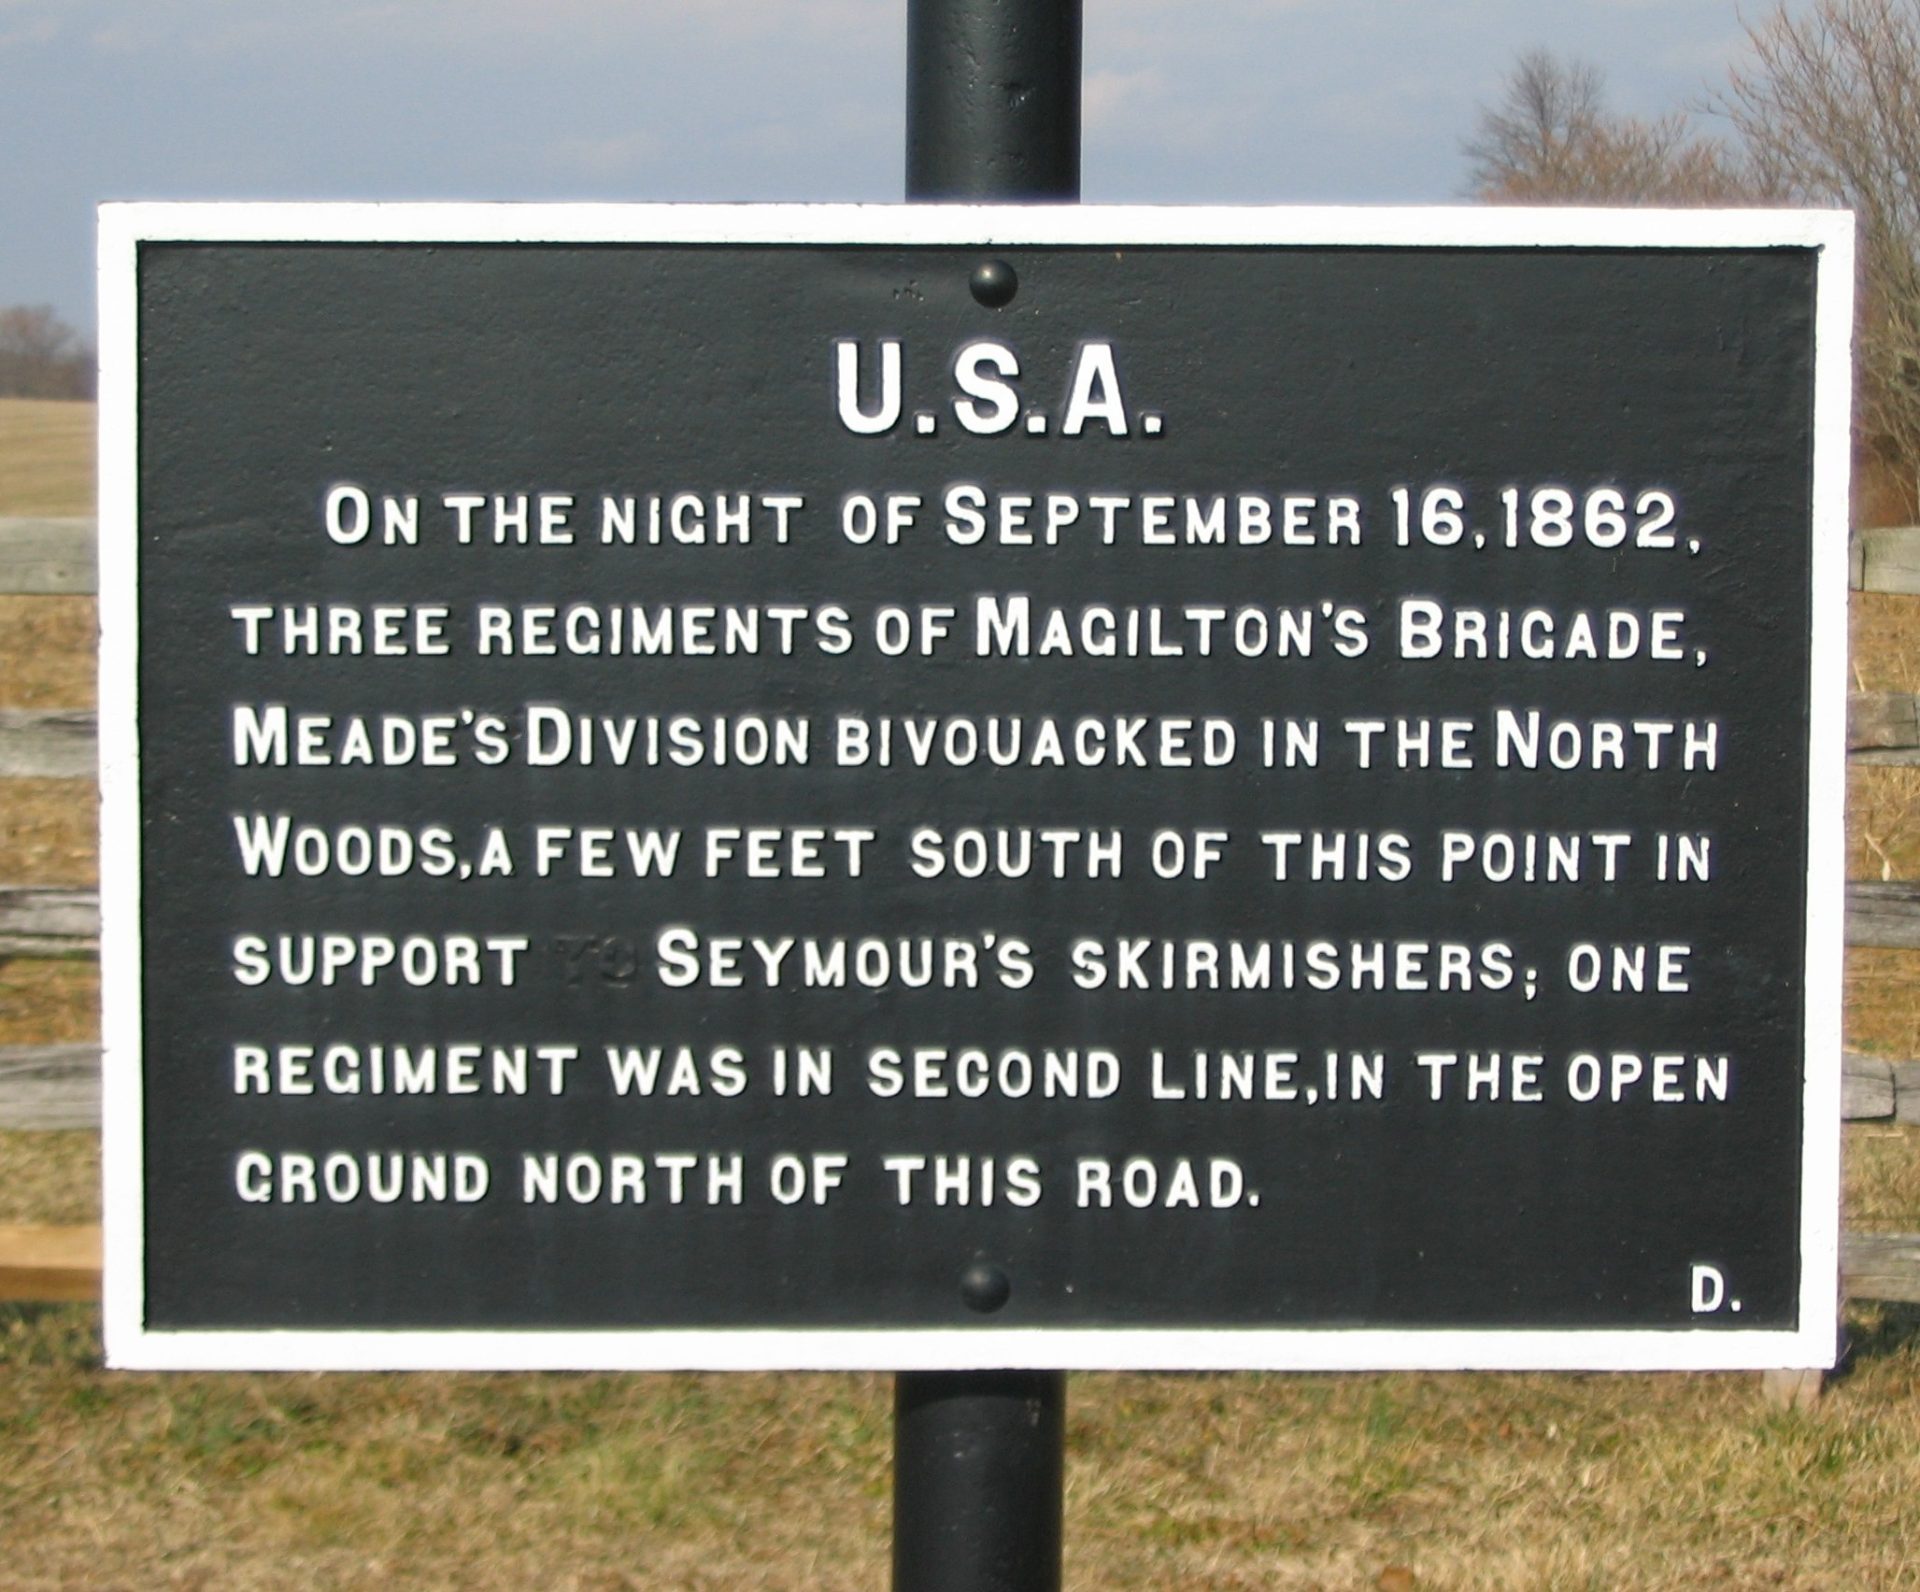 U.S.A.
ON THE NIGHT OF SEPTEMBER 16, 1862,
THREE REGIMENTS OF MAGILTON'S BRIGADE,
MEADE'S DIVISION BIVOUACKED IN THE NORTH
WOODS, A FEW FEET SOUTH OF THIS POINT IN
SUPPORT TO SEYMOUR'S SKIRMISHERS; ONE
REGIMENT WAS IN SECOND LINE, IN THE OPEN
GROUND NORTH OF THIS ROAD.
D.